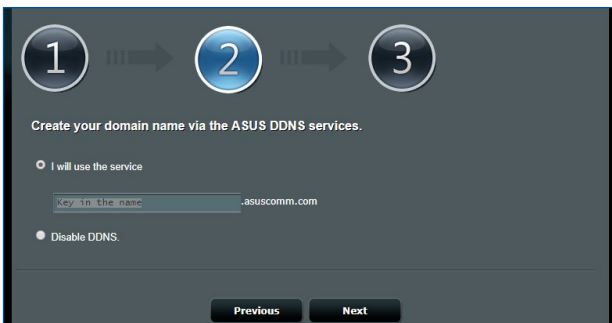 1 2 3
Create your domain name via the ASUS DDNS services.
I will use the service
Key in the name .asuscomm.com
Disable DDNS.
Previous Next